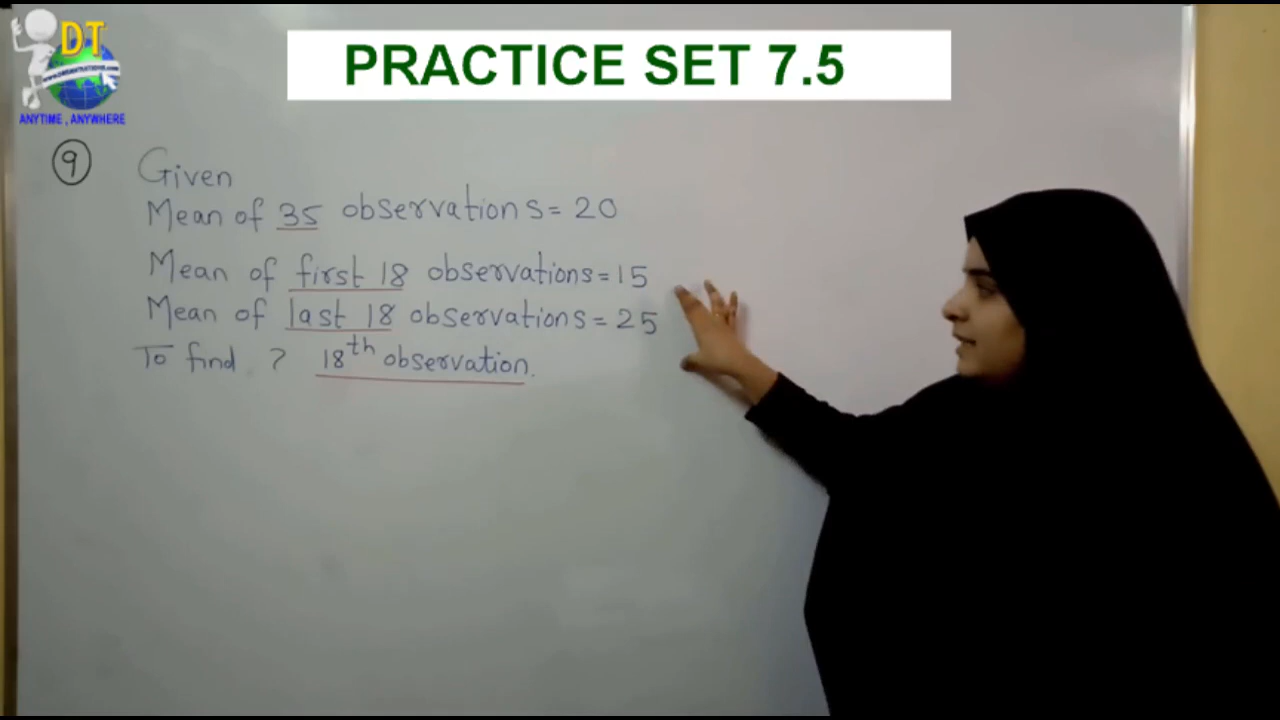 DT
ANYTIME , ANYWHERE
PRACTICE SET 7.5
9
Given
Mean of 35 observations = 20
Mean of first 18 observations = 15
Mean of last 18 observations = 25
To find ? 18th observation.